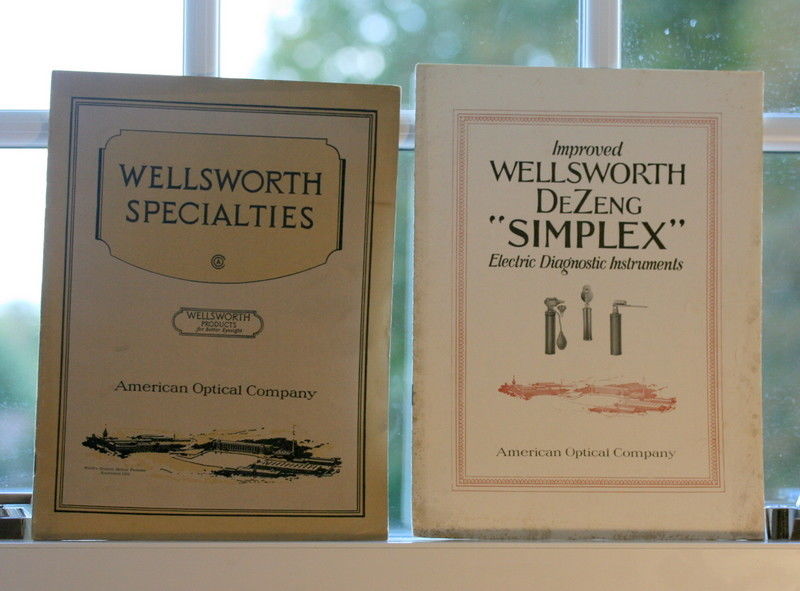 WELLSWORTH
SPECIALTIES
WELLSWORTH
PRODUCTS
for Better Eyesight
American Optical Company
Improved
WELLSWORTH
DEZENG
"SIMPLEX"
Electric Diagnostic Instruments
American Optical Company